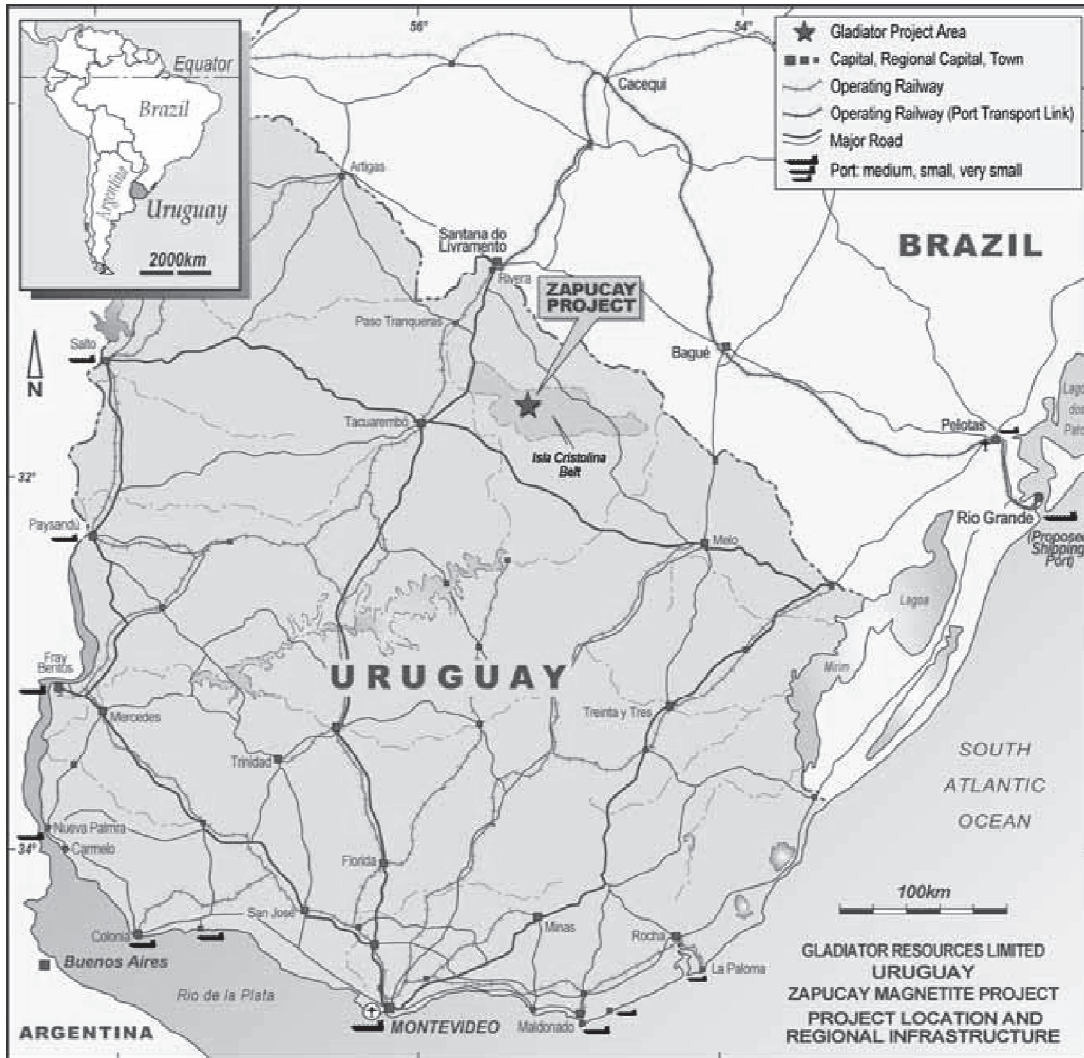 56°
54°
Equator
Brazil
Argentina
Uruguay
2000km
Gladiator Project Area
Capital, Regional Capital, Town
Operating Railway
Operating Railway (Port Transport Link)
Major Road
Port: medium, small, very small
Cacequi
Artigas
Santana do
Livramento
Rivera
BRAZIL
ZAPUCAY
PROJECT
Paso Tranqueras
Salto
N
Bagué
Tacuarembó
Isla Cristolina
Belt
Pellotas
Lagoa
dos
32°
Paysandú
Melo
Rio Grande
(Proposed
Shipping
Port)
Lagoa
Mirim
Fray
Bentos
URUGUAY
Mercedes
Treinta y Tres
Trinidad
SOUTH
ATLANTIC
OCEAN
Nueva Palmira
34°
Carmelo
Florida
100km
San José
Minas
Colonia
Rocha
La Paloma
Buenos Aires
Rio de la Plata
MONTEVIDEO
Maldonado
ARGENTINA
GLADIATOR RESOURCES LIMITED
URUGUAY
ZAPUCAY MAGNETITE PROJECT
PROJECT LOCATION AND
REGIONAL INFRASTRUCTURE